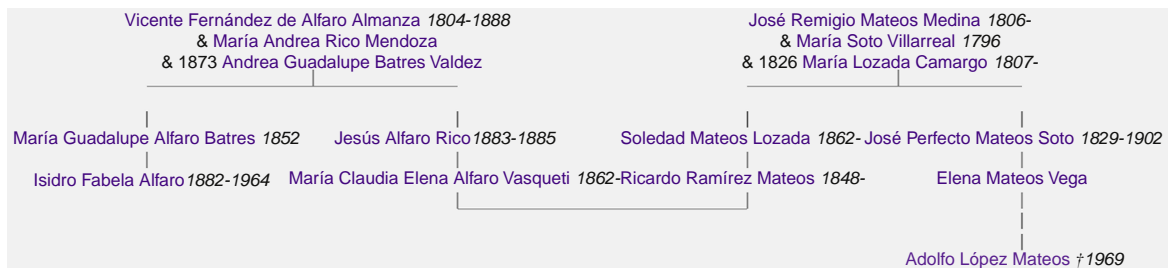 Vicente Fernández de Alfaro Almanza 1804-1888
& María Andrea Rico Mendoza
& 1873 Andrea Guadalupe Batres Valdez
José Remigio Mateos Medina 1806-
& María Soto Villarreal 1796
& 1826 María Lozada Camargo 1807-
María Guadalupe Alfaro Batres 1852
Jesús Alfaro Rico 1883-1885
Soledad Mateos Lozada 1862-
José Perfecto Mateos Soto 1829-1902
Isidro Fabela Alfaro 1882-1964
María Claudia Elena Alfaro Vasqueti 1862-
Ricardo Ramírez Mateos 1848-
Elena Mateos Vega
Adolfo López Mateos †1969